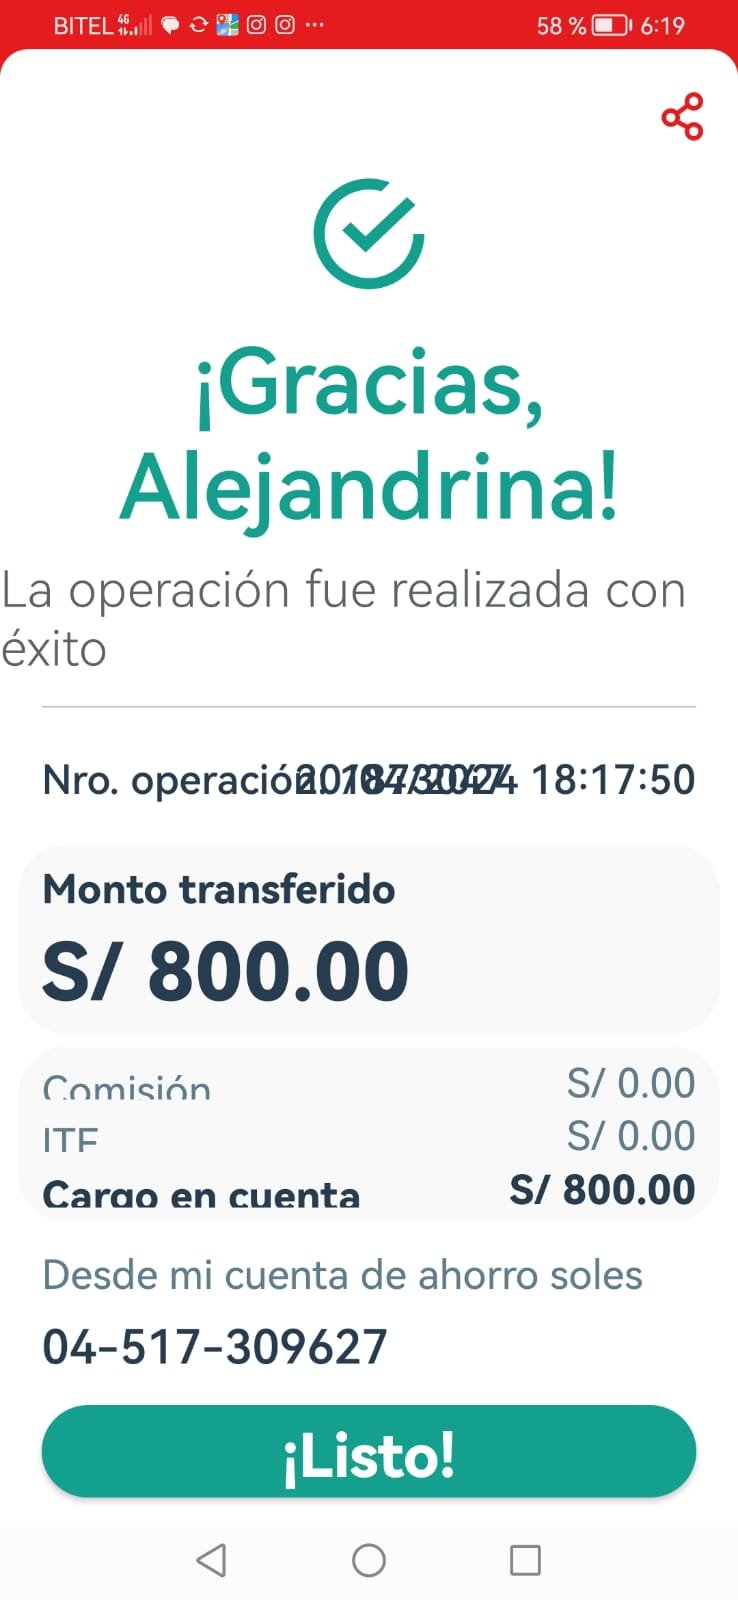 BITEL 4G 58 % 6:19
¡Gracias,
Alejandrina!
La operación fue realizada con
éxito
Nro. operación: 18:17:50
Monto transferido
S/ 800.00
Comisión S/ 0.00
ITF S/ 0.00
Cargo en cuenta S/ 800.00
Desde mi cuenta de ahorro soles
04-517-309627
¡Listo!